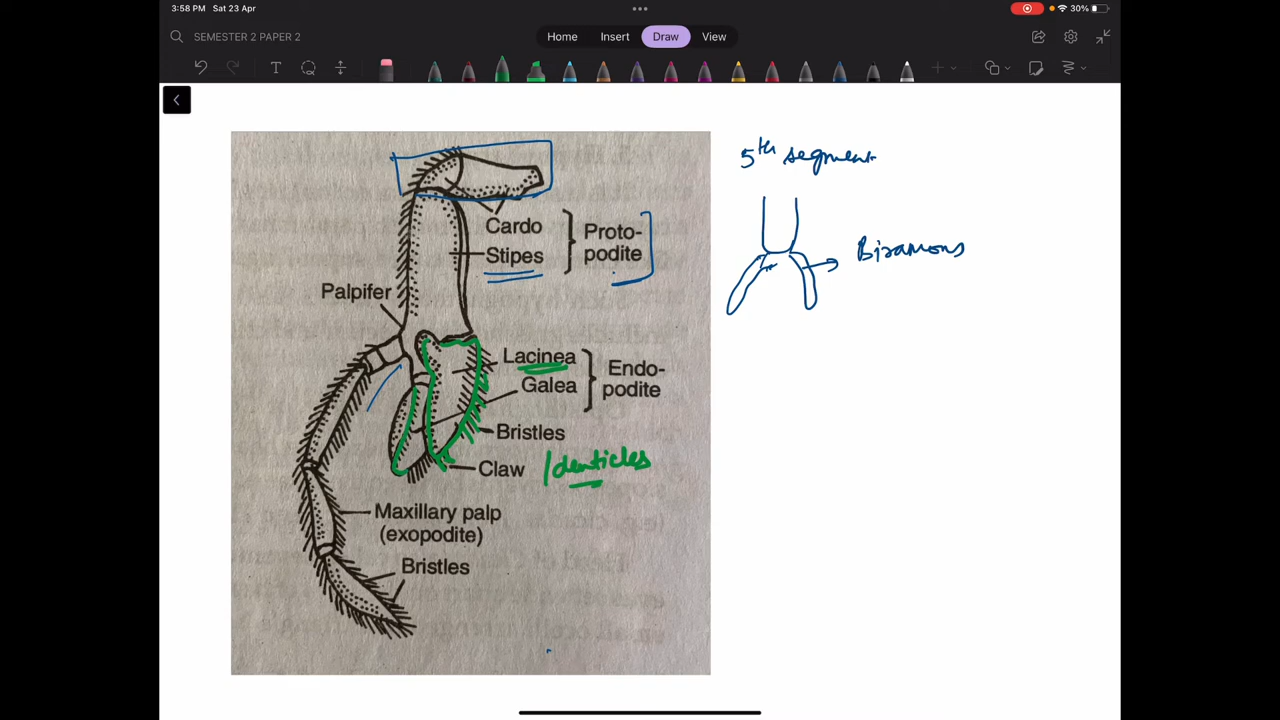 3:58 PM Sat 23 Apr
30%
SEMESTER 2 PAPER 2
Home Insert Draw View
5th segment
Cardo
Stipes
Proto-
podite
Biramous
Palpifer
Lacinea
Galea
Endo-
podite
Bristles
Claw /denticles
Maxillary palp
(exopodite)
Bristles